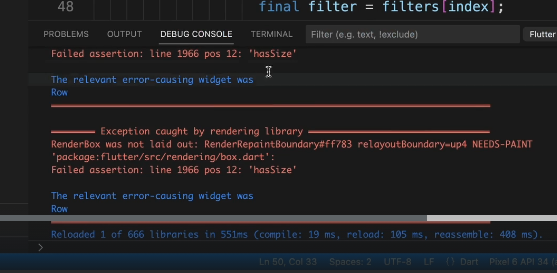 48
final filter = filters[index];
PROBLEMS OUTPUT DEBUG CONSOLE TERMINAL Filter (e.g. text, !exclude) Flutter
Failed assertion: line 1966 pos 12: 'hasSize'
The relevant error-causing widget was
Row
Exception caught by rendering library
RenderBox was not laid out: RenderRepaintBoundary#ff783 relayoutBoundary=up4 NEEDS-PAINT
'package:flutter/src/rendering/box.dart':
Failed assertion: line 1966 pos 12: 'hasSize'
The relevant error-causing widget was
Row
Reloaded 1 of 666 libraries in 551ms (compile: 19 ms, reload: 105 ms, reassemble: 408 ms).
>
Ln 50, Col 33 Spaces: 2 UTF-8 LF {} Dart Pixel 6 API 34